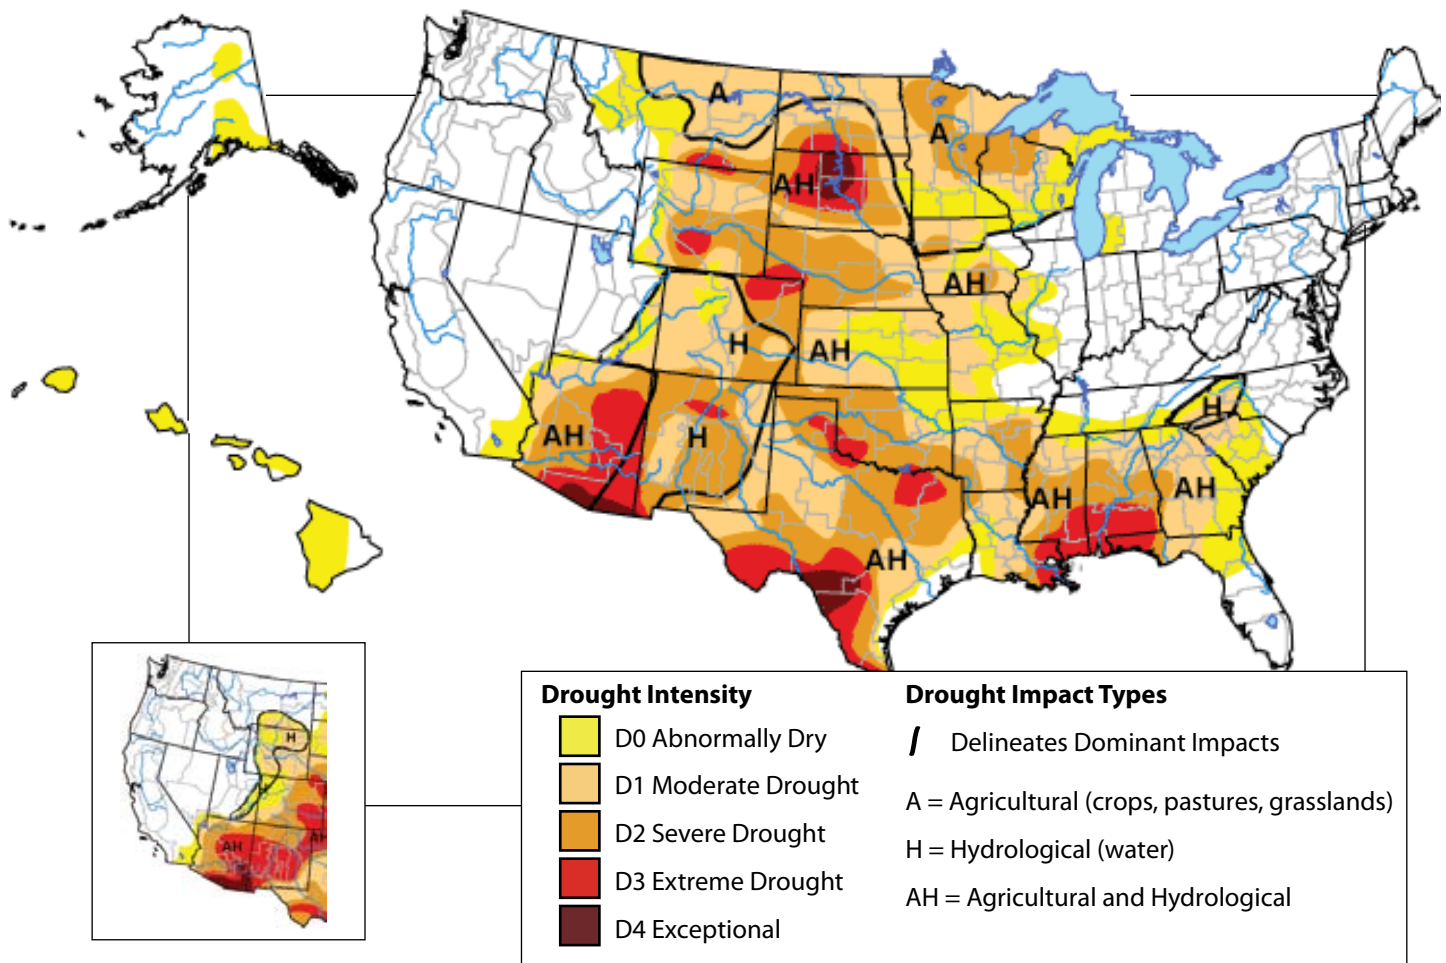 A
A
AH
AH
H
AH
H
AH
H
AH
AH
AH
H
AH
AH
Drought Intensity
D0 Abnormally Dry
D1 Moderate Drought
D2 Severe Drought
D3 Extreme Drought
D4 Exceptional
Drought Impact Types
Delineates Dominant Impacts
A = Agricultural (crops, pastures, grasslands)
H = Hydrological (water)
AH = Agricultural and Hydrological